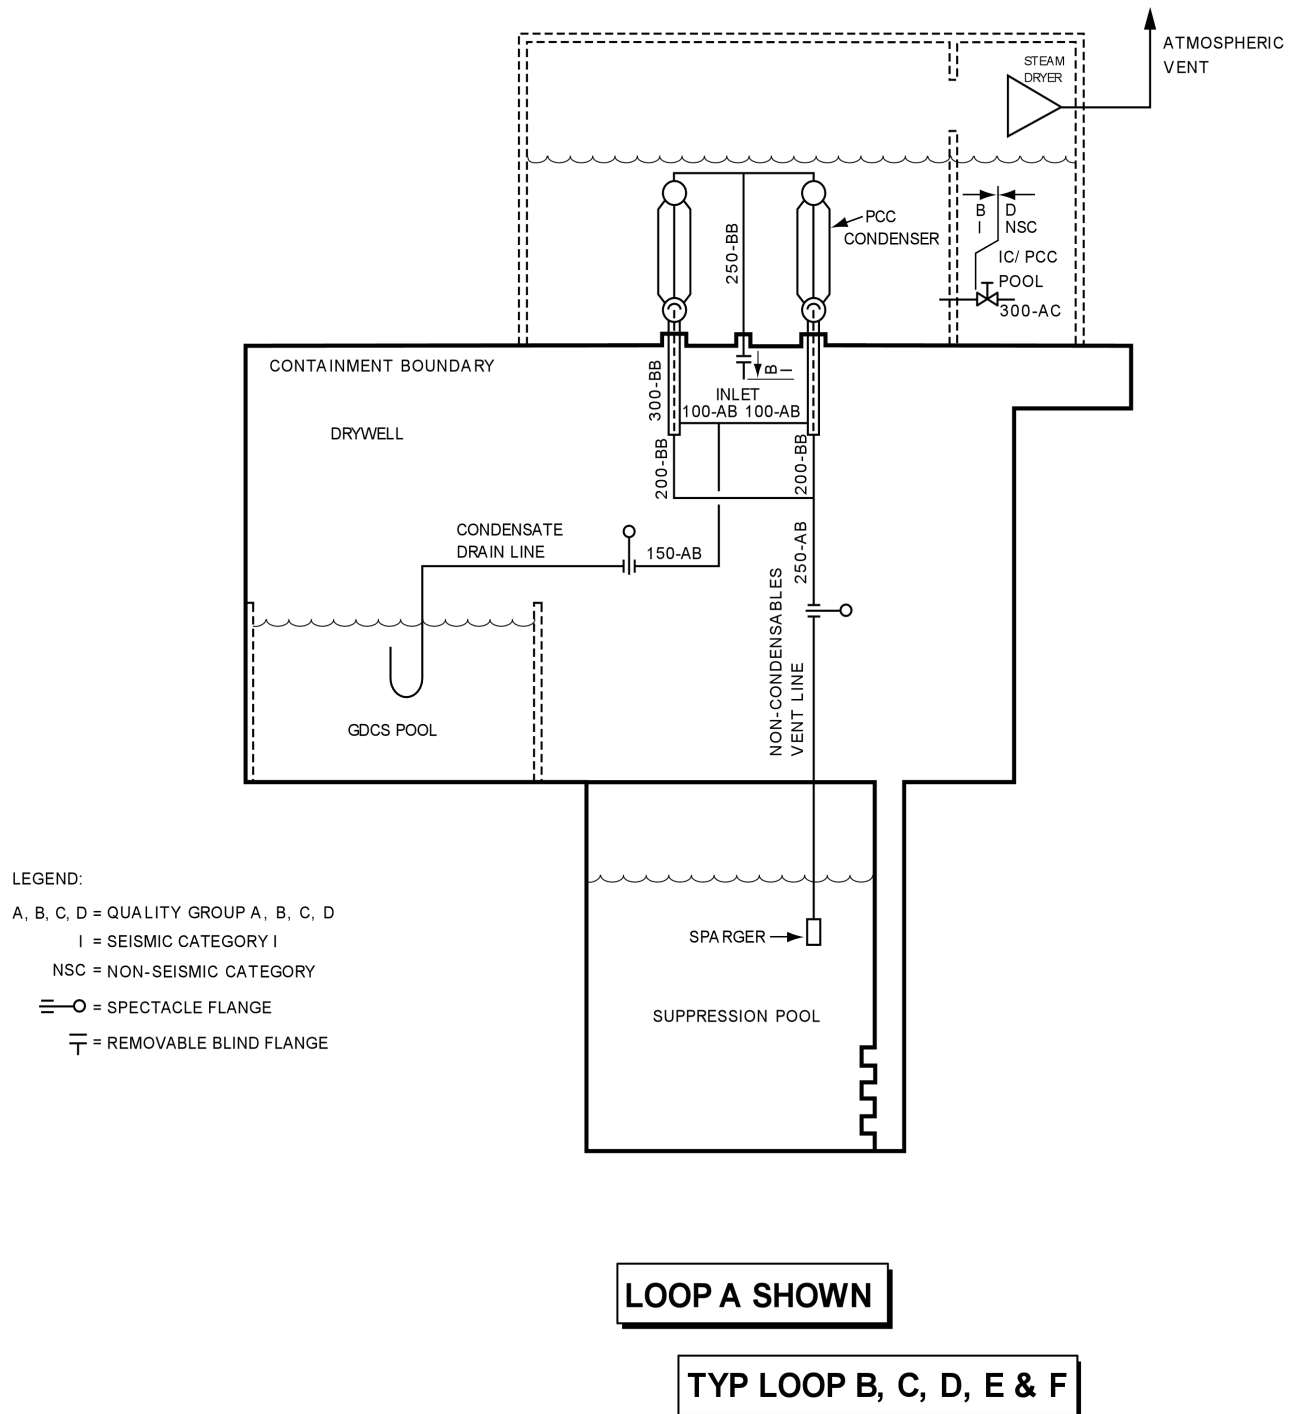 ATMOSPHERIC
VENT
STEAM
DRYER
B
I
D
NSC
PCC
CONDENSER
250-BB
IC/ PCC
POOL
300-AC
CONTAINMENT BOUNDARY
300-BB
B
I
INLET
100-AB 100-AB
DRYWELL
200-BB
200-BB
CONDENSATE
DRAIN LINE
150-AB
250-AB
NON-CONDENSABLES
VENT LINE
GDCS POOL
LEGEND:
A, B, C, D = QUALITY GROUP A, B, C, D
I = SEISMIC CATEGORY I
NSC = NON-SEISMIC CATEGORY
= SPECTACLE FLANGE
= REMOVABLE BLIND FLANGE
SPARGER
SUPPRESSION POOL
LOOP A SHOWN
TYP LOOP B, C, D, E & F